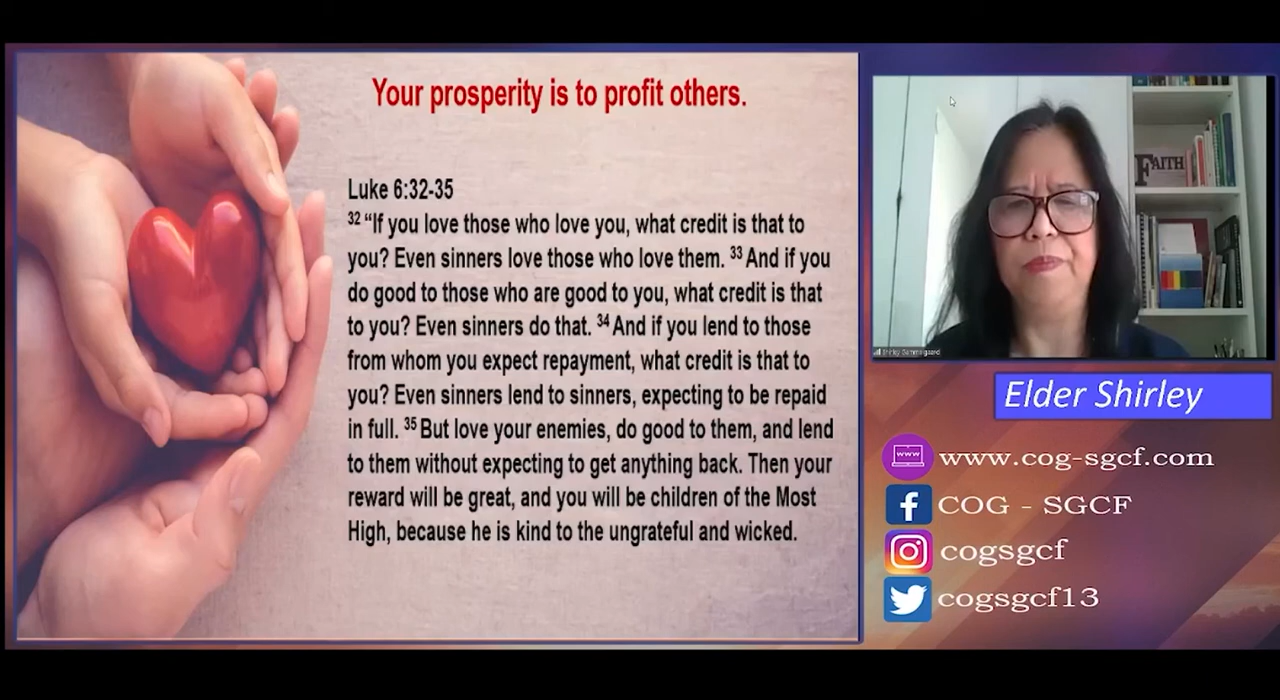 Your prosperity is to profit others.
Luke 6:32-35
32 “If you love those who love you, what credit is that to
you? Even sinners love those who love them. 33 And if you
do good to those who are good to you, what credit is that
to you? Even sinners do that. 34 And if you lend to those
from whom you expect repayment, what credit is that to
you? Even sinners lend to sinners, expecting to be repaid
in full. 35 But love your enemies, do good to them, and lend
to them without expecting to get anything back. Then your
reward will be great, and you will be children of the Most
High, because he is kind to the ungrateful and wicked.
FAITH
Shirley
Elder Shirley
www
www.cog-sgcf.com
COG - SGCF
cogsgcf
cogsgcf13